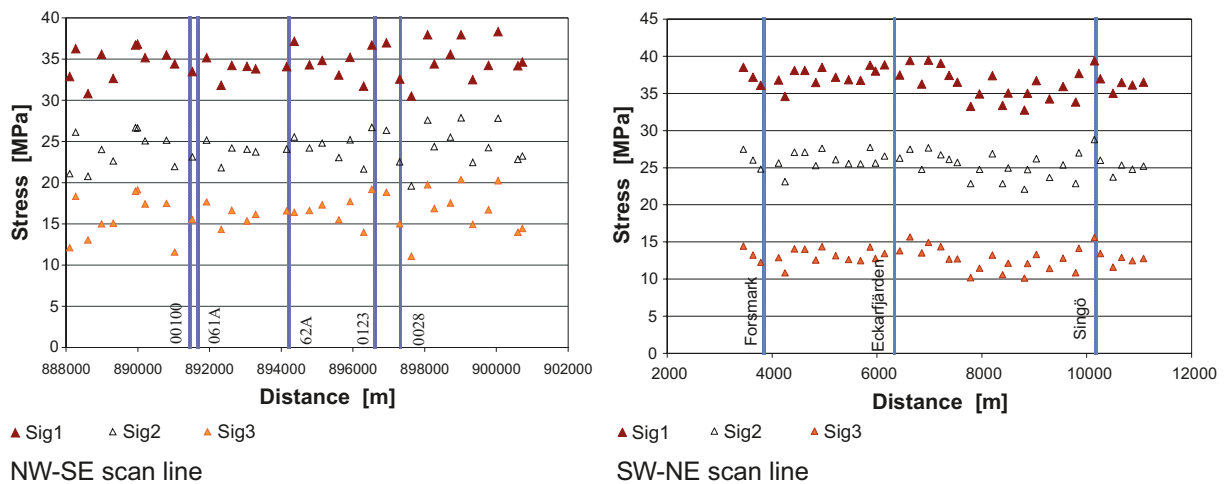 40
35
30
25
20
15
10
5
0
Stress [MPa]
00100
061A
62A
0123
0028
888000 890000 892000 894000 896000 898000 900000 902000
Distance [m]
Sig1 Sig2 Sig3
NW-SE scan line
45
40
35
30
25
20
15
10
5
0
Stress [MPa]
Forsmark
Eckarfjärden
Singö
2000 4000 6000 8000 10000 12000
Distance [m]
Sig1 Sig2 Sig3
SW-NE scan line